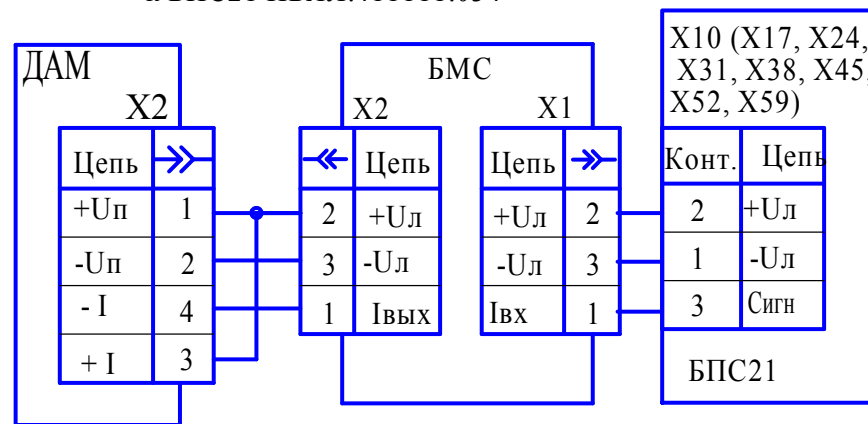 ДАМ
X2
Цепь
+Uп 1
-Uп 2
- I 4
+ I 3
БМС
X2 X1
Цепь Цепь
2 +Uл +Uл 2
3 -Uл -Uл 3
1 Iвых Iвх 1
X10 (X17, X24,
X31, X38, X45,
X52, X59)
Конт. Цепь
2 +Uл
1 -Uл
3 Сигн
БПС21